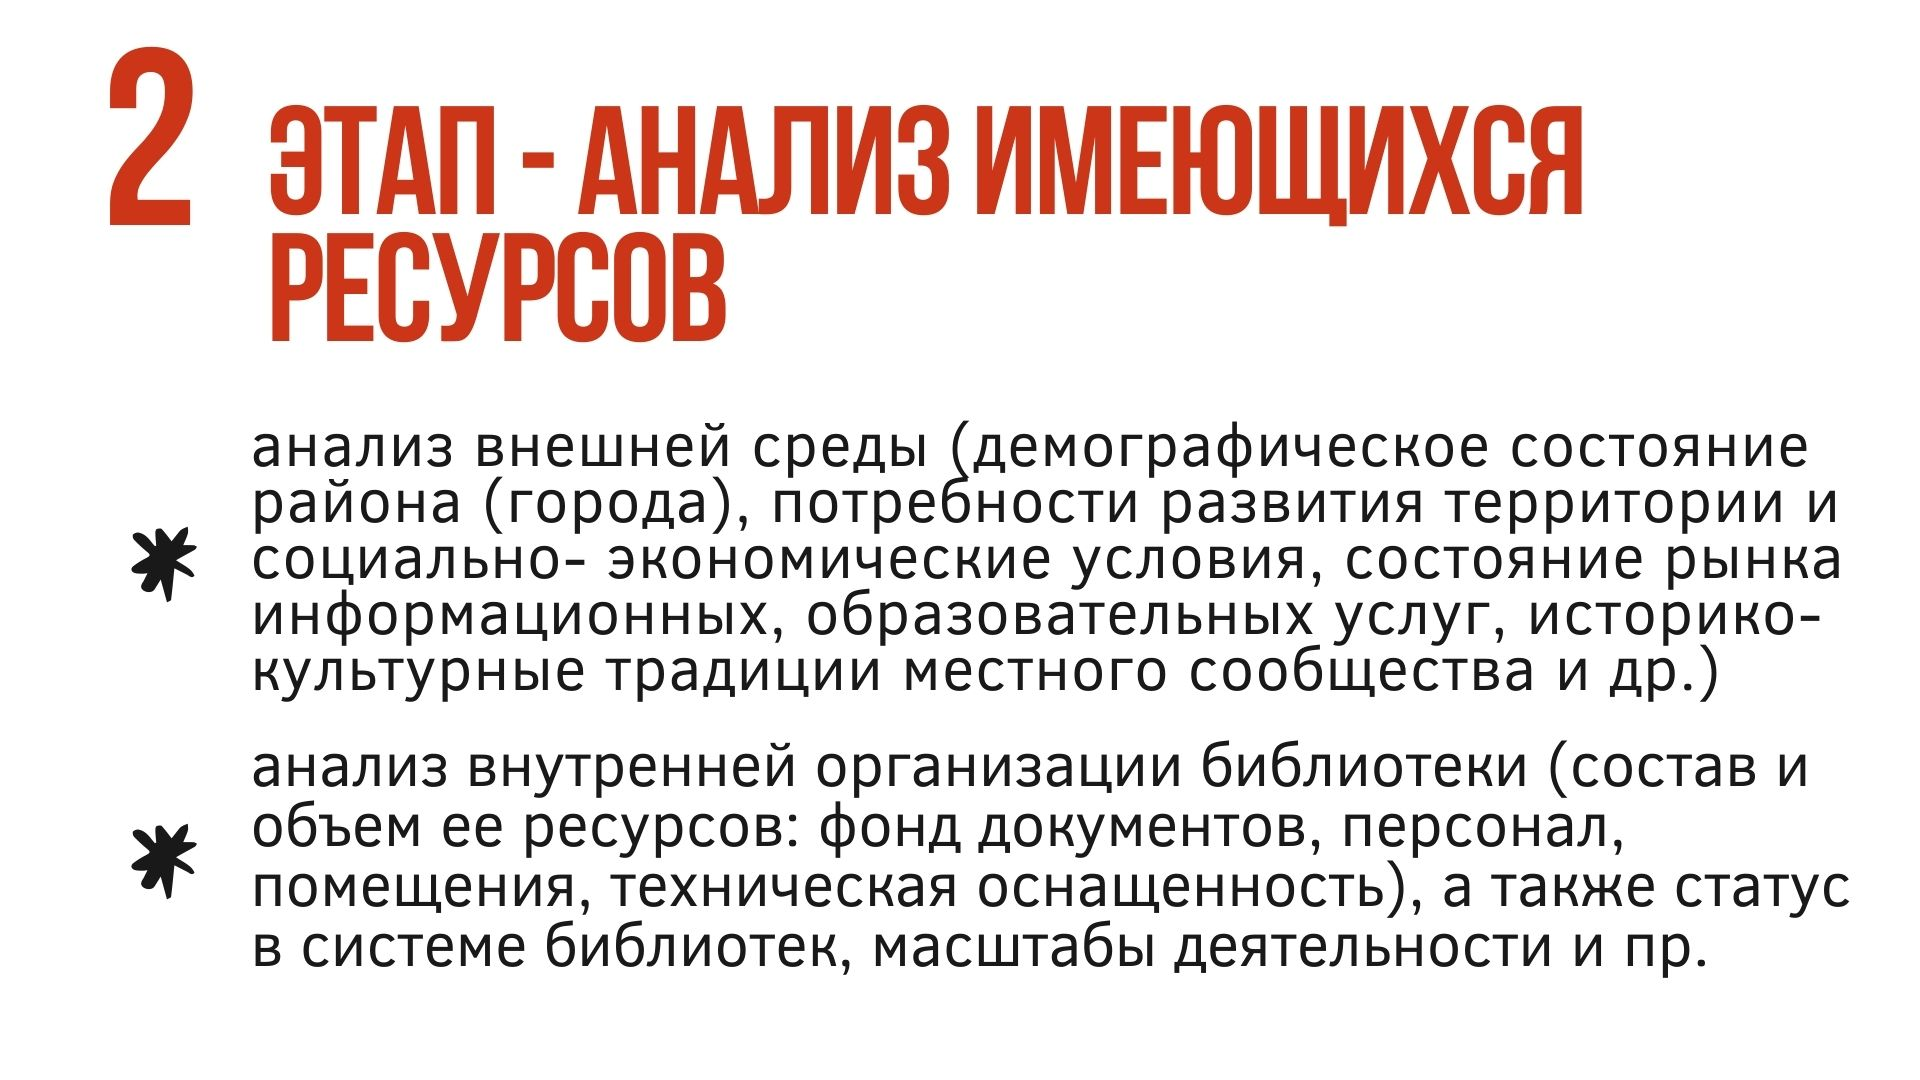 2
ЭТАП - АНАЛИЗ ИМЕЮЩИХСЯ
РЕСУРСОВ
анализ внешней среды (демографическое состояние
района (города), потребности развития территории и
социально- экономические условия, состояние рынка
информационных, образовательных услуг, историко-
культурные традиции местного сообщества и др.)
анализ внутренней организации библиотеки (состав и
объем ее ресурсов: фонд документов, персонал,
помещения, техническая оснащенность), а также статус
в системе библиотек, масштабы деятельности и пр.